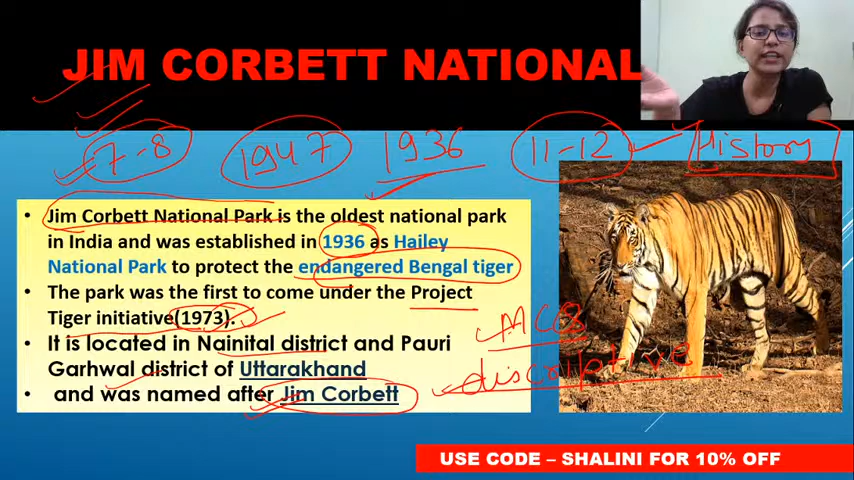 JIM CORBETT NATIONAL
7-8 1947 1936 11-12 History
• Jim Corbett National Park is the oldest national park
in India and was established in 1936 as Hailey
National Park to protect the endangered Bengal tiger
• The park was the first to come under the Project
Tiger initiative(1973).
• It is located in Nainital district and Pauri
Garhwal district of Uttarakhand
• and was named after Jim Corbett
MCQ
discriptive
USE CODE – SHALINI FOR 10% OFF